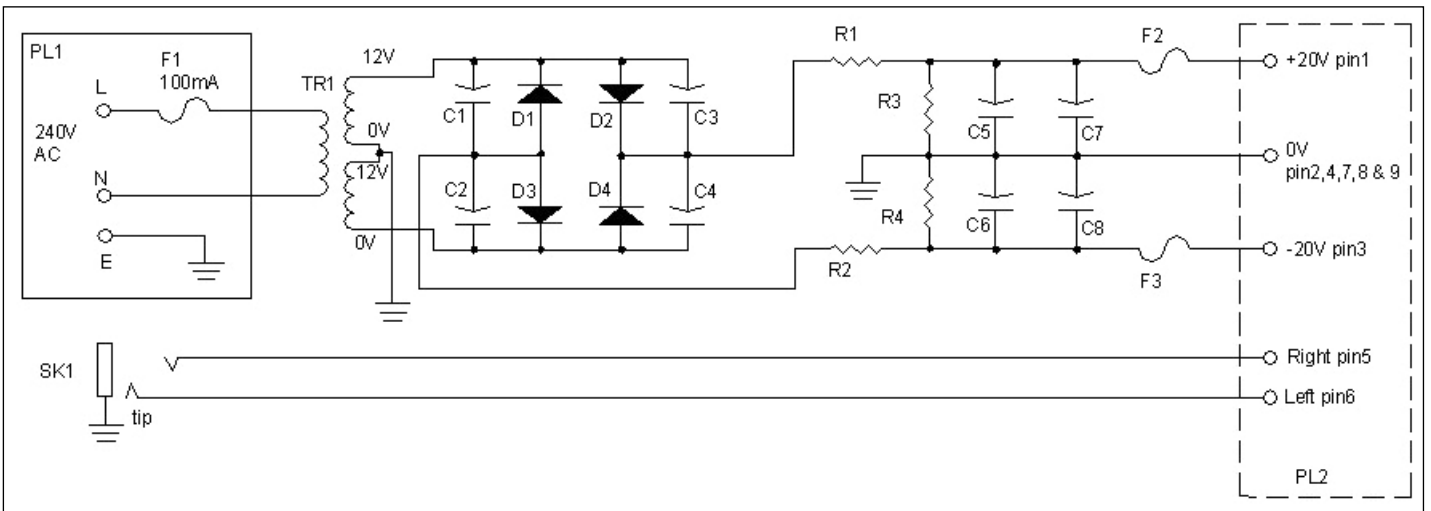 PL1
F1
100mA
L
240V
AC
N
E
TR1
12V
0V
12V
0V
C1
D1
D2
C3
C2
D3
D4
C4
R1
R3
R4
R2
C5
C7
C6
C8
F2
F3
+20V pin1
0V
pin2,4,7,8 & 9
-20V pin3
SK1
tip
Right pin5
Left pin6
PL2